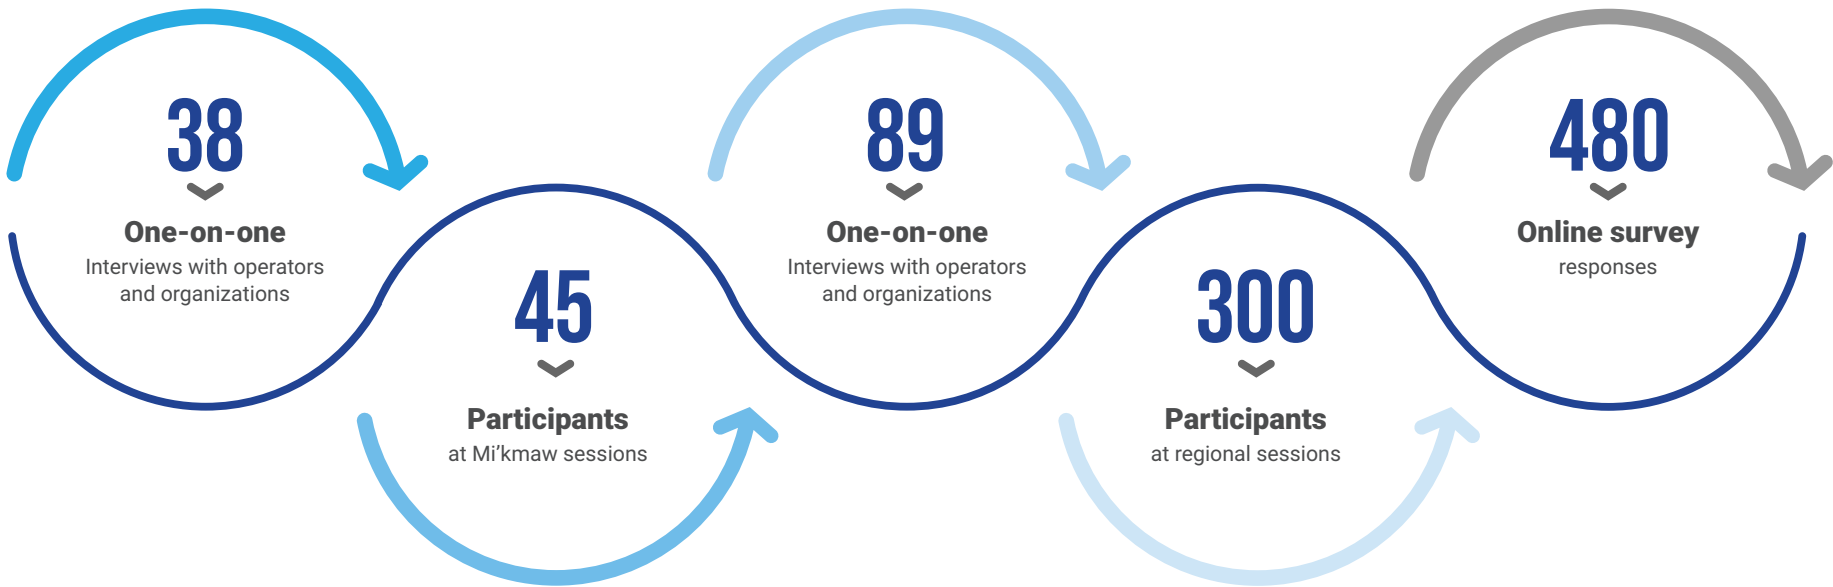 38
One-on-one
Interviews with operators
and organizations
45
Participants
at Mi'kmaw sessions
89
One-on-one
Interviews with operators
and organizations
300
Participants
at regional sessions
480
Online survey
responses